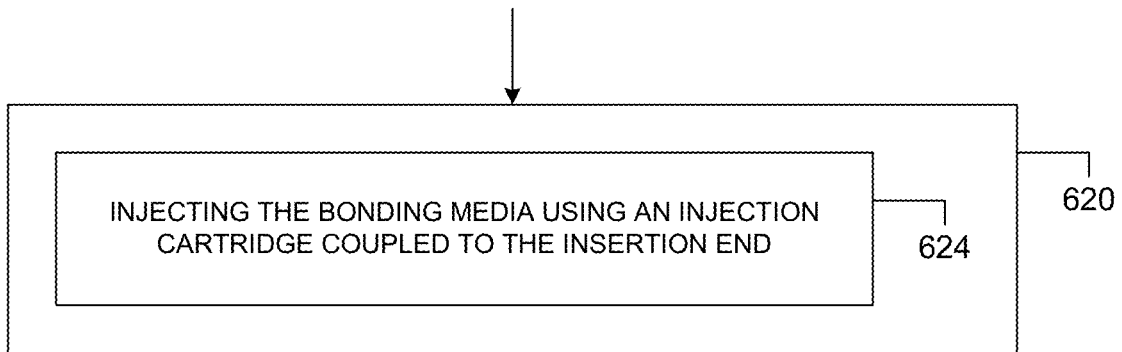 INJECTING THE BONDING MEDIA USING AN INJECTION
CARTRIDGE COUPLED TO THE INSERTION END
620
624